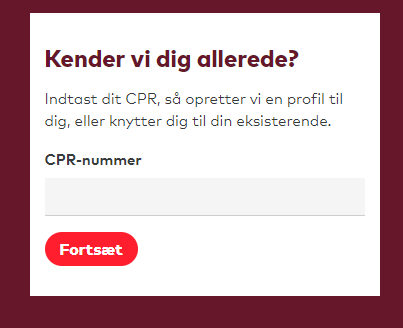 Kender vi dig allerede?
Indtast dit CPR, så opretter vi en profil til
dig, eller knytter dig til din eksisterende.
CPR-nummer
Fortsæt